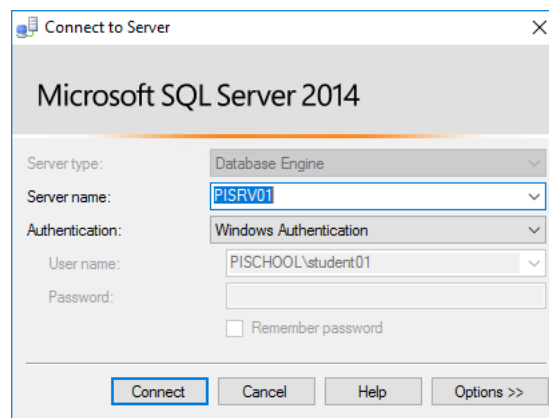 Connect to Server
Microsoft SQL Server 2014
Server type: Database Engine
Server name: PISRV01
Authentication: Windows Authentication
User name: PISCHOOL\student01
Password:
Remember password
Connect Cancel Help Options >>